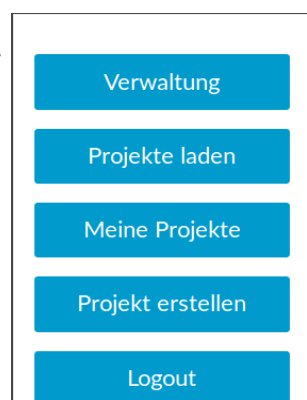 Verwaltung
Projekte laden
Meine Projekte
Projekt erstellen
Logout